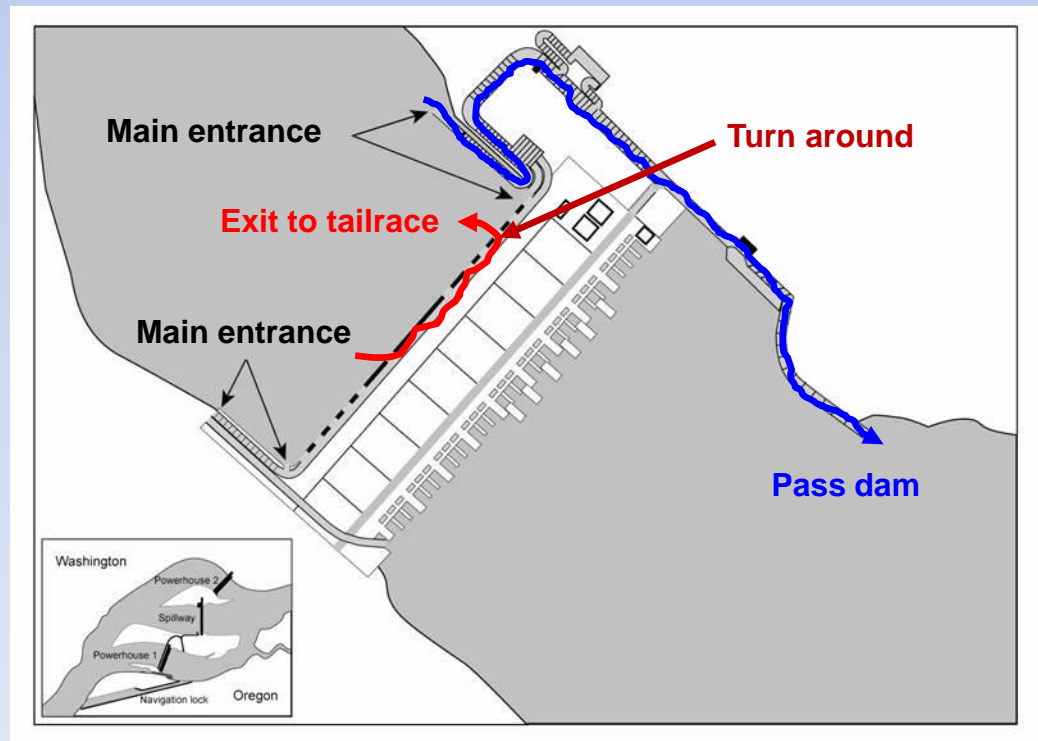 Main entrance
Turn around
Exit to tailrace
Main entrance
Pass dam
Washington
Powerhouse 2
Spillway
Powerhouse 1
Oregon
Navigation lock